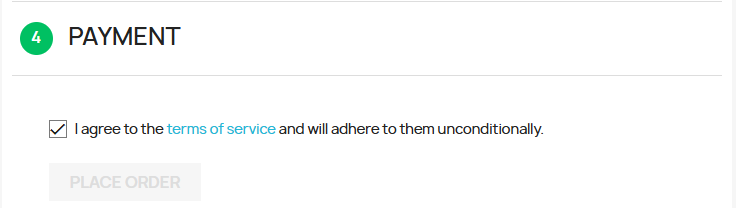 4 PAYMENT
I agree to the terms of service and will adhere to them unconditionally.
PLACE ORDER